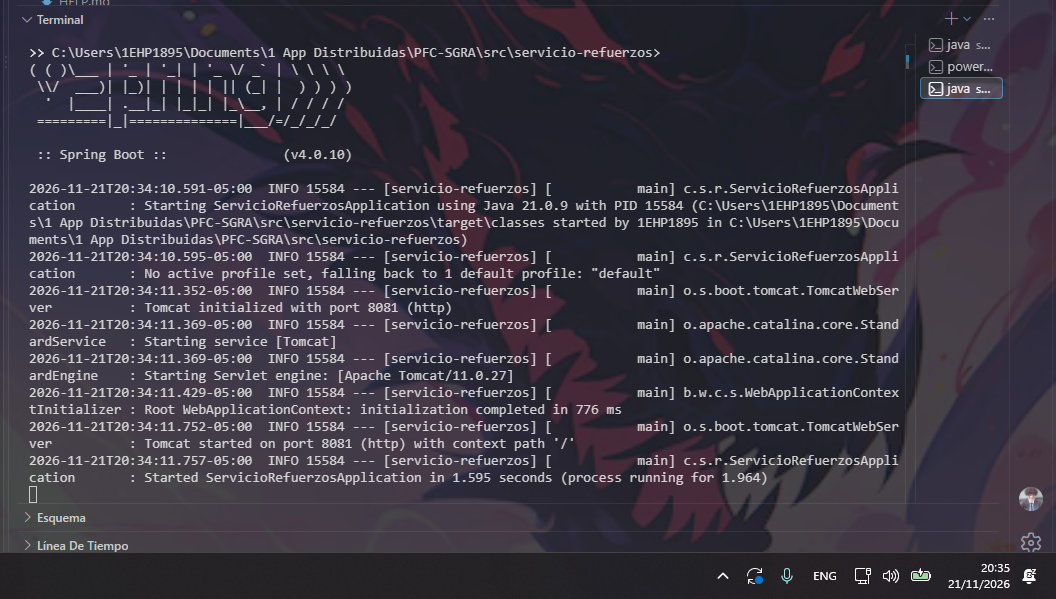 HELP.md
Terminal
>> C:\Users\1EHP1895\Documents\1 App Distribuidas\PFC-SGRA\src\servicio-refuerzos>
( ( )\___ | '_ | '_| | '_ \/ _` | \ \ \ \
 \\/  ___)| |_)| | | | | || (_| |  ) ) ) )
  '  |____| .__|_| |_|_| |_\__, | / / / /
 =========|_|==============|___/=/_/_/_/
 :: Spring Boot ::               (v4.0.10)
2026-11-21T20:34:10.591-05:00  INFO 15584 --- [servicio-refuerzos] [           main] c.s.r.ServicioRefuerzosAppli
cation       : Starting ServicioRefuerzosApplication using Java 21.0.9 with PID 15584 (C:\Users\1EHP1895\Document
s\1 App Distribuidas\PFC-SGRA\src\servicio-refuerzos\target\classes started by 1EHP1895 in C:\Users\1EHP1895\Docu
ments\1 App Distribuidas\PFC-SGRA\src\servicio-refuerzos)
2026-11-21T20:34:10.595-05:00  INFO 15584 --- [servicio-refuerzos] [           main] c.s.r.ServicioRefuerzosAppli
cation       : No active profile set, falling back to 1 default profile: "default"
2026-11-21T20:34:11.352-05:00  INFO 15584 --- [servicio-refuerzos] [           main] o.s.boot.tomcat.TomcatWebSer
ver          : Tomcat initialized with port 8081 (http)
2026-11-21T20:34:11.369-05:00  INFO 15584 --- [servicio-refuerzos] [           main] o.apache.catalina.core.Stand
ardService   : Starting service [Tomcat]
2026-11-21T20:34:11.369-05:00  INFO 15584 --- [servicio-refuerzos] [           main] o.apache.catalina.core.Stand
ardEngine    : Starting Servlet engine: [Apache Tomcat/11.0.27]
2026-11-21T20:34:11.429-05:00  INFO 15584 --- [servicio-refuerzos] [           main] b.w.c.s.WebApplicationContex
tInitializer : Root WebApplicationContext: initialization completed in 776 ms
2026-11-21T20:34:11.752-05:00  INFO 15584 --- [servicio-refuerzos] [           main] o.s.boot.tomcat.TomcatWebSer
ver          : Tomcat started on port 8081 (http) with context path '/'
2026-11-21T20:34:11.757-05:00  INFO 15584 --- [servicio-refuerzos] [           main] c.s.r.ServicioRefuerzosAppli
cation       : Started ServicioRefuerzosApplication in 1.595 seconds (process running for 1.964)
java s...
power...
java s...
Esquema
Línea De Tiempo
ENG
20:35
21/11/2026